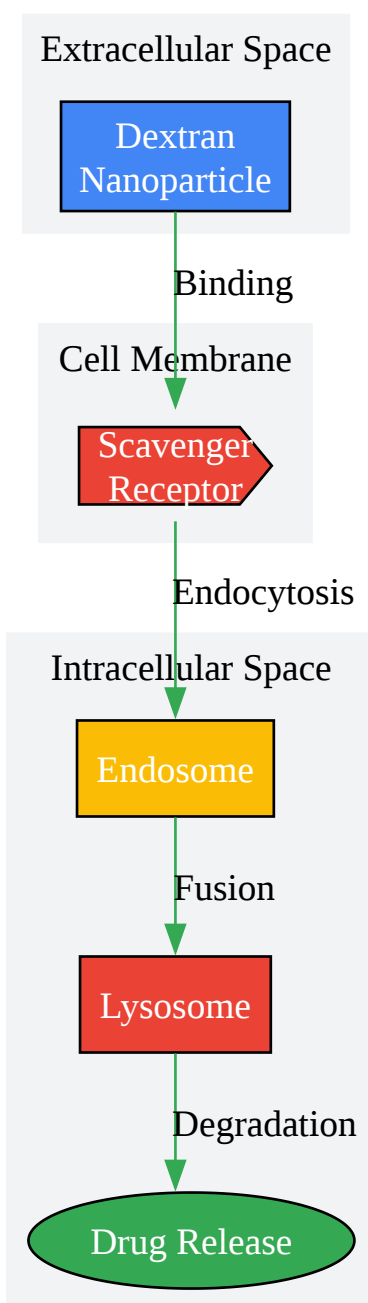 Extracellular Space
Dextran
Nanoparticle
Binding
Cell Membrane
Scavenger
Receptor
Endocytosis
Intracellular Space
Endosome
Fusion
Lysosome
Degradation
Drug Release